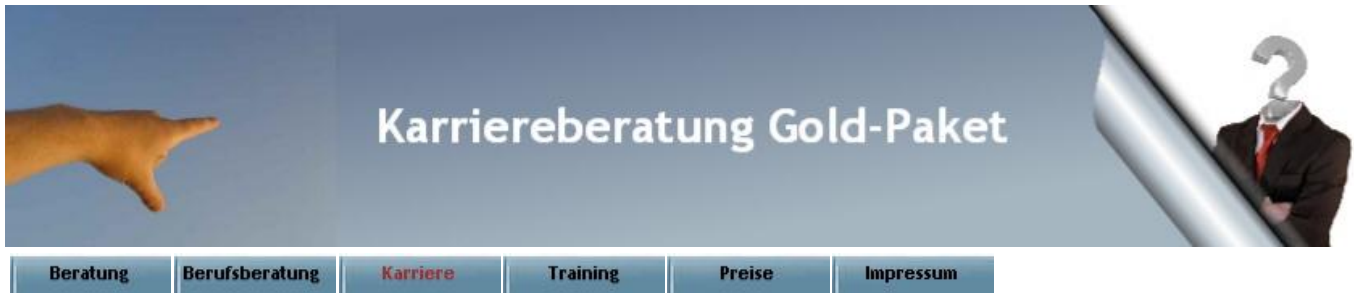 Karriereberatung Gold-Paket
Beratung Berufsberatung Karriere Training Preise Impressum